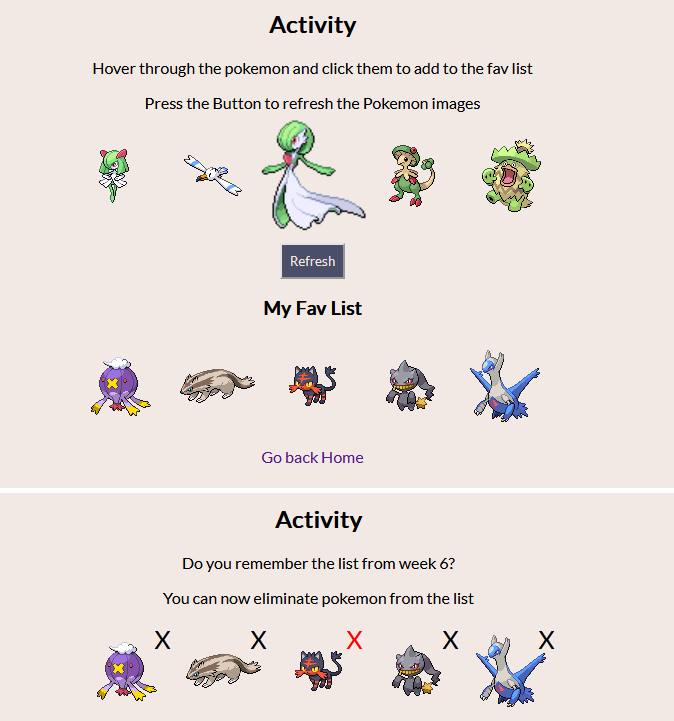 Activity
Hover through the pokemon and click them to add to the fav list
Press the Button to refresh the Pokemon images
Refresh
My Fav List
Go back Home
Activity
Do you remember the list from week 6?
You can now eliminate pokemon from the list
X X X X X